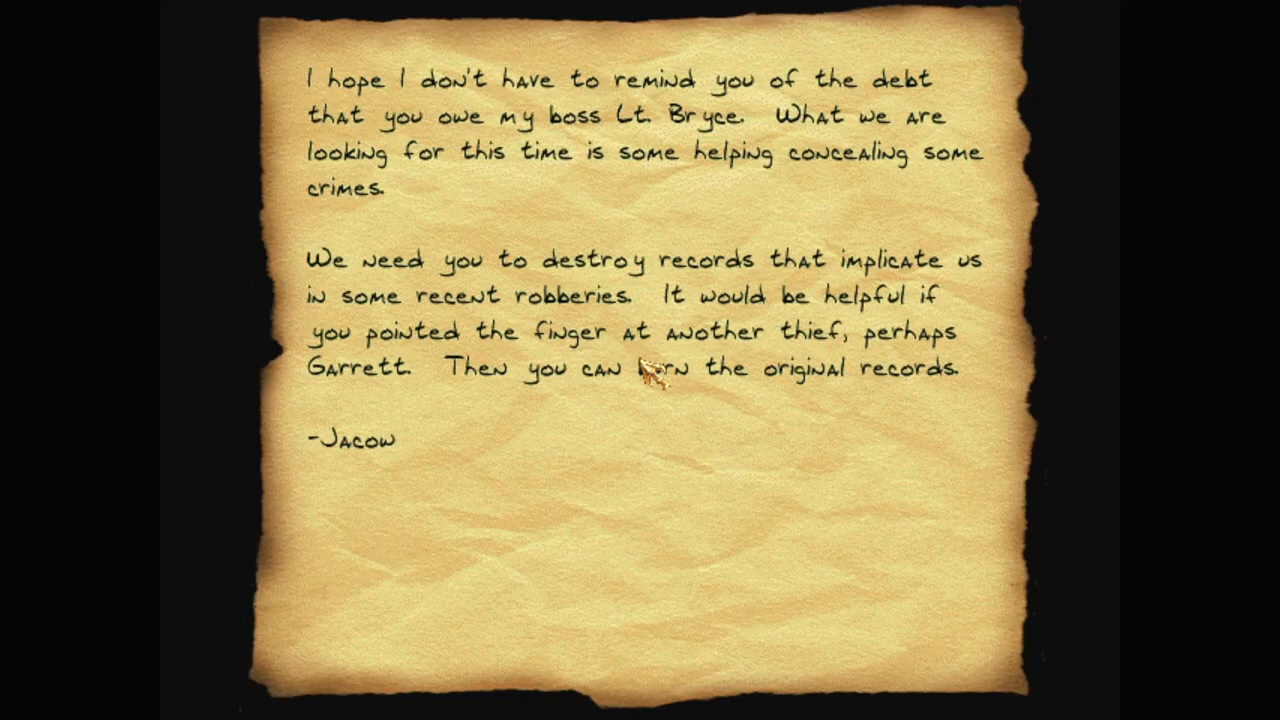 I hope I don't have to remind you of the debt
that you owe my boss Lt. Bryce. What we are
looking for this time is some helping concealing some
crimes.
We need you to destroy records that implicate us
in some recent robberies. It would be helpful if
you pointed the finger at another thief, perhaps
Garrett. Then you can burn the original records.
-Jacow